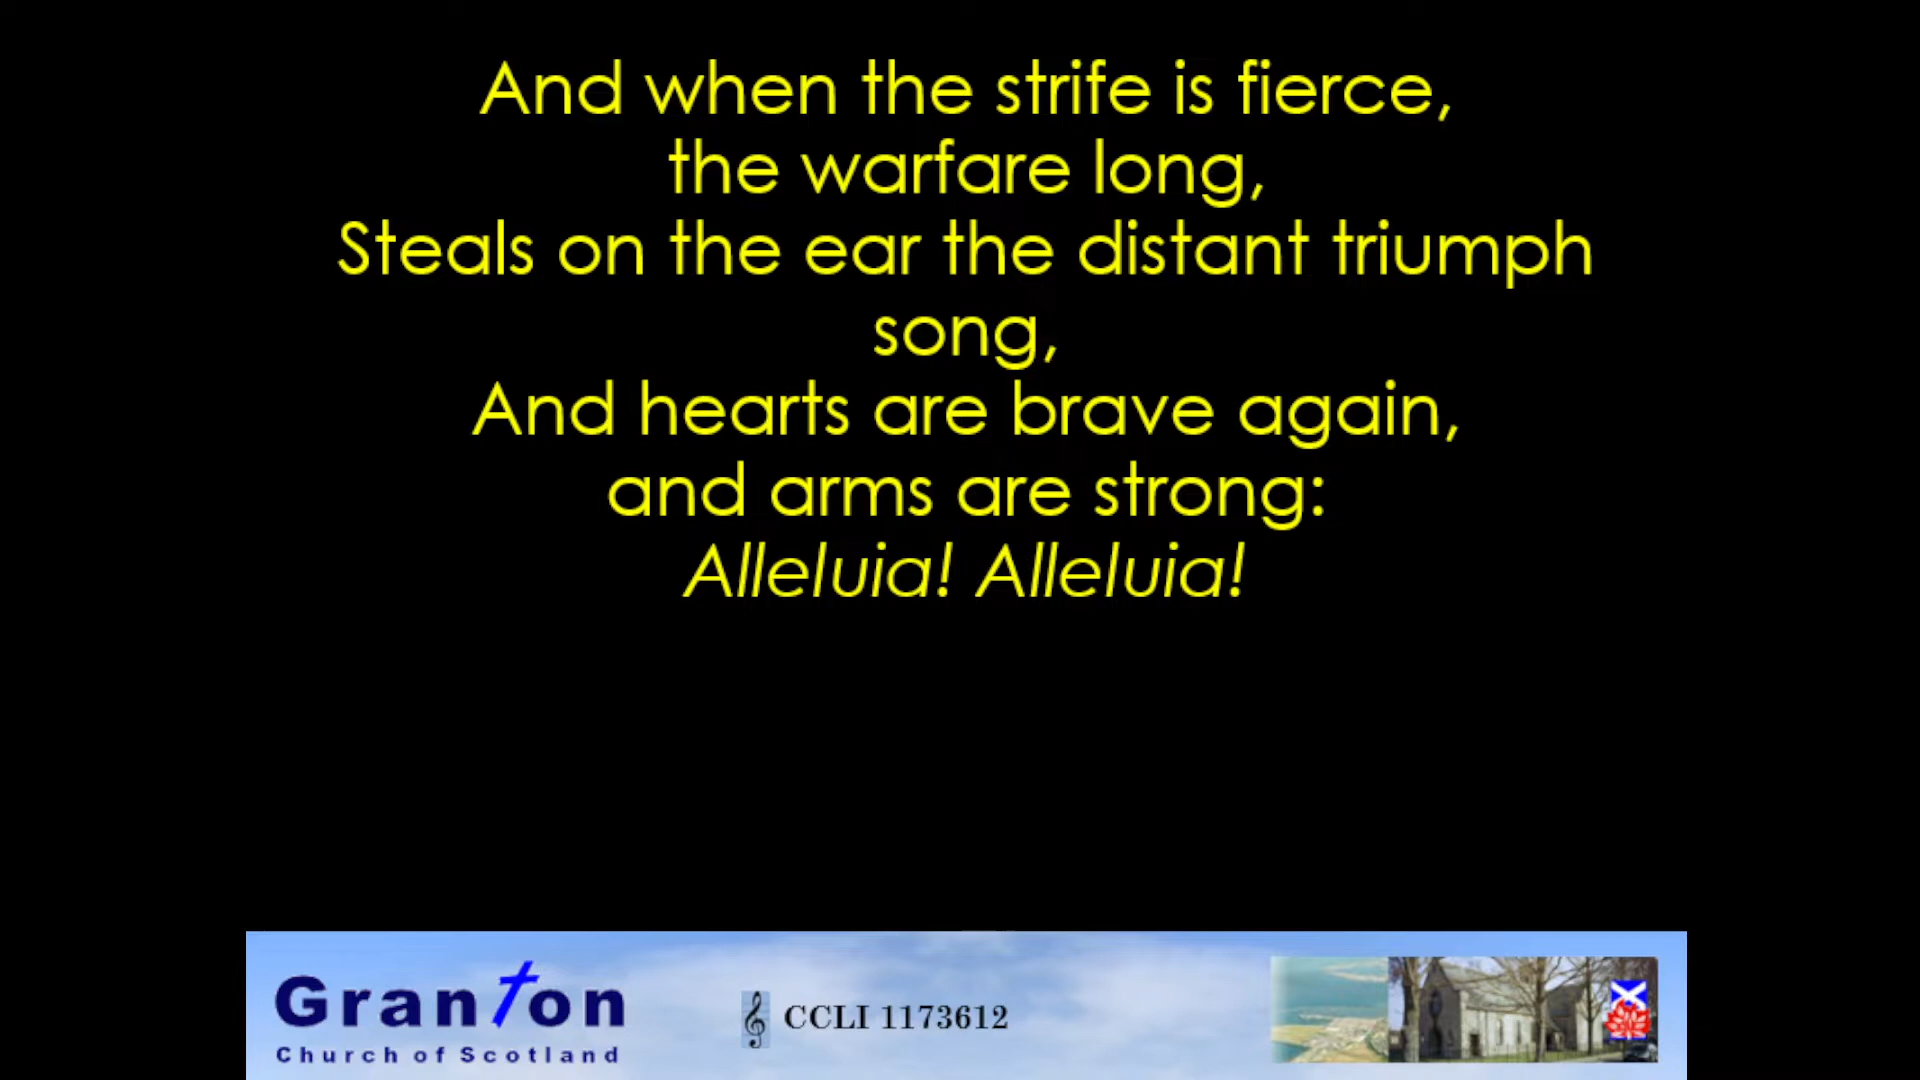 And when the strife is fierce,
the warfare long,
Steals on the ear the distant triumph
song,
And hearts are brave again,
and arms are strong:
Alleluia! Alleluia!
Granton
Church of Scotland
CCLI 1173612